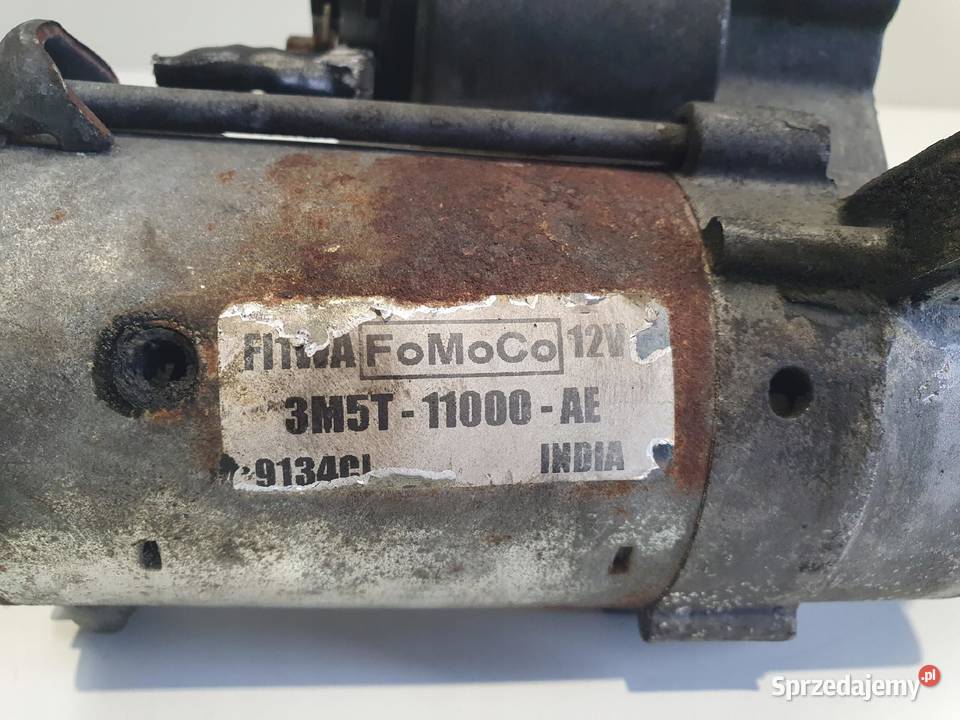 FoMoCo 12V
3M5T - 11000 - AE
INDIA
Sprzedajemy.pl